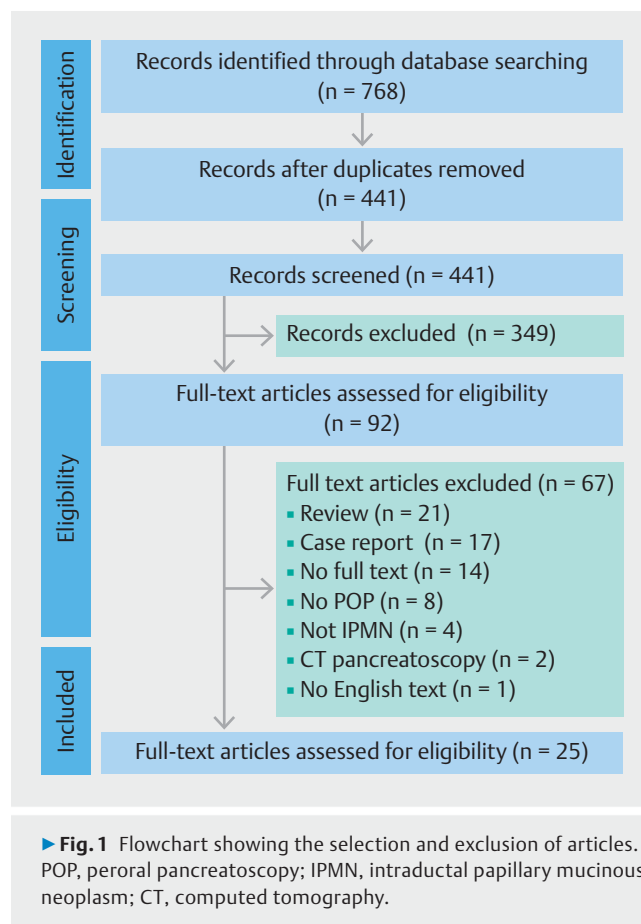 Identification
Records identified through database searching
(n = 768)
Records after duplicates removed
(n = 441)
Screening
Records screened (n = 441)
Records excluded (n = 349)
Eligibility
Full-text articles assessed for eligibility
(n = 92)
Full text articles excluded (n = 67)
▪ Review (n = 21)
▪ Case report (n = 17)
▪ No full text (n = 14)
▪ No POP (n = 8)
▪ Not IPMN (n = 4)
▪ CT pancreatoscopy (n = 2)
▪ No English text (n = 1)
Included
Full-text articles assessed for eligibility (n = 25)
▶ Fig. 1 Flowchart showing the selection and exclusion of articles.
POP, peroral pancreatoscopy; IPMN, intraductal papillary mucinous
neoplasm; CT, computed tomography.